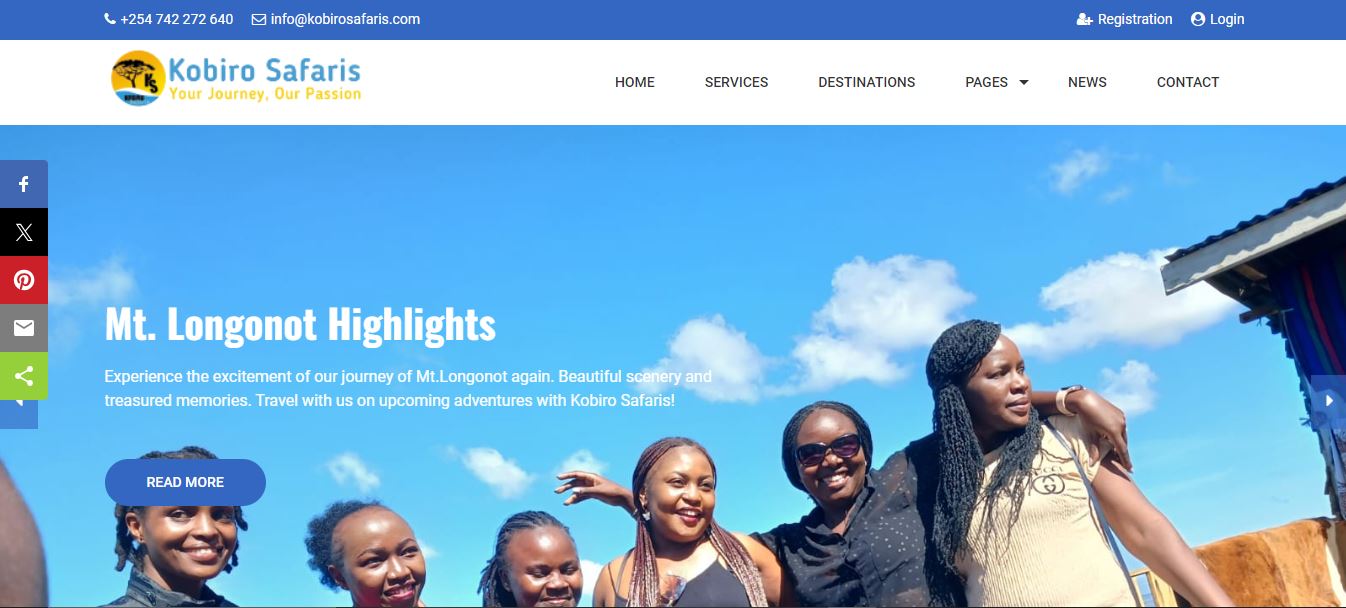 +254 742 272 640 info@kobirosafaris.com Registration Login
KS
Kobiro Safaris
Your Journey, Our Passion
HOME SERVICES DESTINATIONS PAGES NEWS CONTACT
Mt. Longonot Highlights
Experience the excitement of our journey of Mt.Longonot again. Beautiful scenery and
treasured memories. Travel with us on upcoming adventures with Kobiro Safaris!
READ MORE
GUCCI